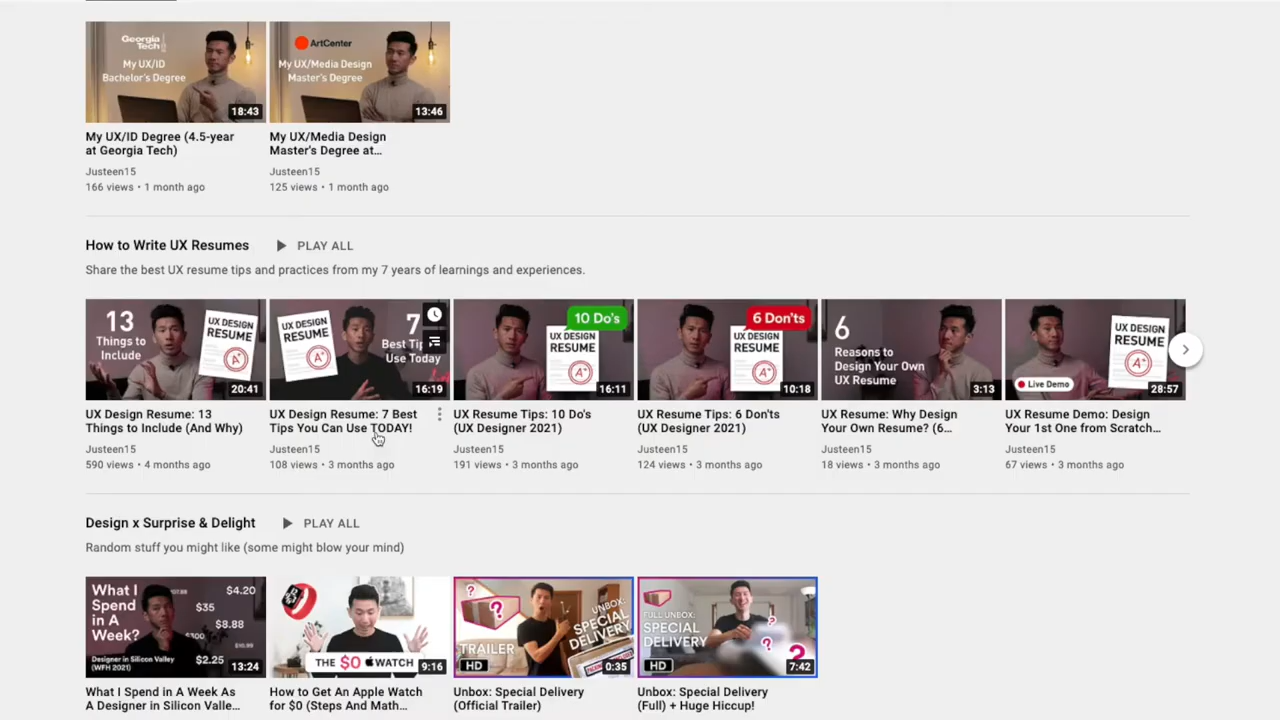 Georgia
Tech
My UX/ID
Bachelor's Degree
18:43
ArtCenter
My UX/Media Design
Master's Degree
13:46
My UX/ID Degree (4.5-year
at Georgia Tech)
Justeen15
166 views • 1 month ago
My UX/Media Design
Master's Degree at...
Justeen15
125 views • 1 month ago
How to Write UX Resumes
PLAY ALL
Share the best UX resume tips and practices from my 7 years of learnings and experiences.
13
Things to
Include
UX DESIGN
RESUME
A+
20:41
UX DESIGN
RESUME
A+
7
Best Tip
Use Today
16:19
10 Do's
UX DESIGN
RESUME
A+
16:11
6 Don'ts
UX DESIGN
RESUME
A+
10:18
6
Reasons to
Design Your Own
UX Resume
3:13
UX DESIGN
RESUME
A+
Live Demo
28:57
UX Design Resume: 13
Things to Include (And Why)
Justeen15
590 views • 4 months ago
UX Design Resume: 7 Best
Tips You Can Use TODAY!
Justeen15
108 views • 3 months ago
UX Resume Tips: 10 Do's
(UX Designer 2021)
Justeen15
191 views • 3 months ago
UX Resume Tips: 6 Don'ts
(UX Designer 2021)
Justeen15
124 views • 3 months ago
UX Resume: Why Design
Your Own Resume? (6...
Justeen15
18 views • 3 months ago
UX Resume Demo: Design
Your 1st One from Scratch...
Justeen15
67 views • 3 months ago
Design x Surprise & Delight
PLAY ALL
Random stuff you might like (some might blow your mind)
What I
Spend
in A
Week?
$4.20
$35
$8.88
$300
$2.25
Designer in Silicon Valley
(WFH 2021)
13:24
THE $0 WATCH
9:16
?
?
UNBOX:
SPECIAL
DELIVERY
TRAILER
HD
0:35
FULL UNBOX:
SPECIAL
DELIVERY
?
?
?
HD
7:42
What I Spend in A Week As
A Designer in Silicon Valle...
How to Get An Apple Watch
for $0 (Steps And Math...
Unbox: Special Delivery
(Official Trailer)
Unbox: Special Delivery
(Full) + Huge Hiccup!